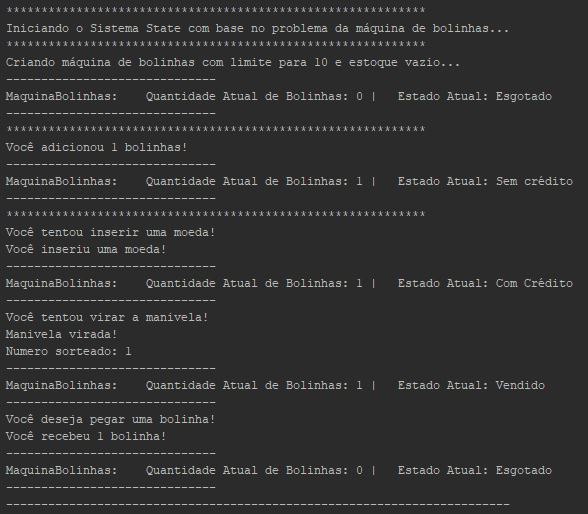 ************************************************************
Iniciando o Sistema State com base no problema da máquina de bolinhas...
************************************************************
Criando máquina de bolinhas com limite para 10 e estoque vazio...
------------------------------
MaquinaBolinhas:    Quantidade Atual de Bolinhas: 0 |   Estado Atual: Esgotado
------------------------------
************************************************************
Você adicionou 1 bolinhas!
------------------------------
MaquinaBolinhas:    Quantidade Atual de Bolinhas: 1 |   Estado Atual: Sem crédito
------------------------------
************************************************************
Você tentou inserir uma moeda!
Você inseriu uma moeda!
------------------------------
MaquinaBolinhas:    Quantidade Atual de Bolinhas: 1 |   Estado Atual: Com Crédito
------------------------------
Você tentou virar a manivela!
Manivela virada!
Numero sorteado: 1
------------------------------
MaquinaBolinhas:    Quantidade Atual de Bolinhas: 1 |   Estado Atual: Vendido
------------------------------
Você deseja pegar uma bolinha!
Você recebeu 1 bolinha!
------------------------------
MaquinaBolinhas:    Quantidade Atual de Bolinhas: 0 |   Estado Atual: Esgotado
------------------------------
________________________________________________________________________